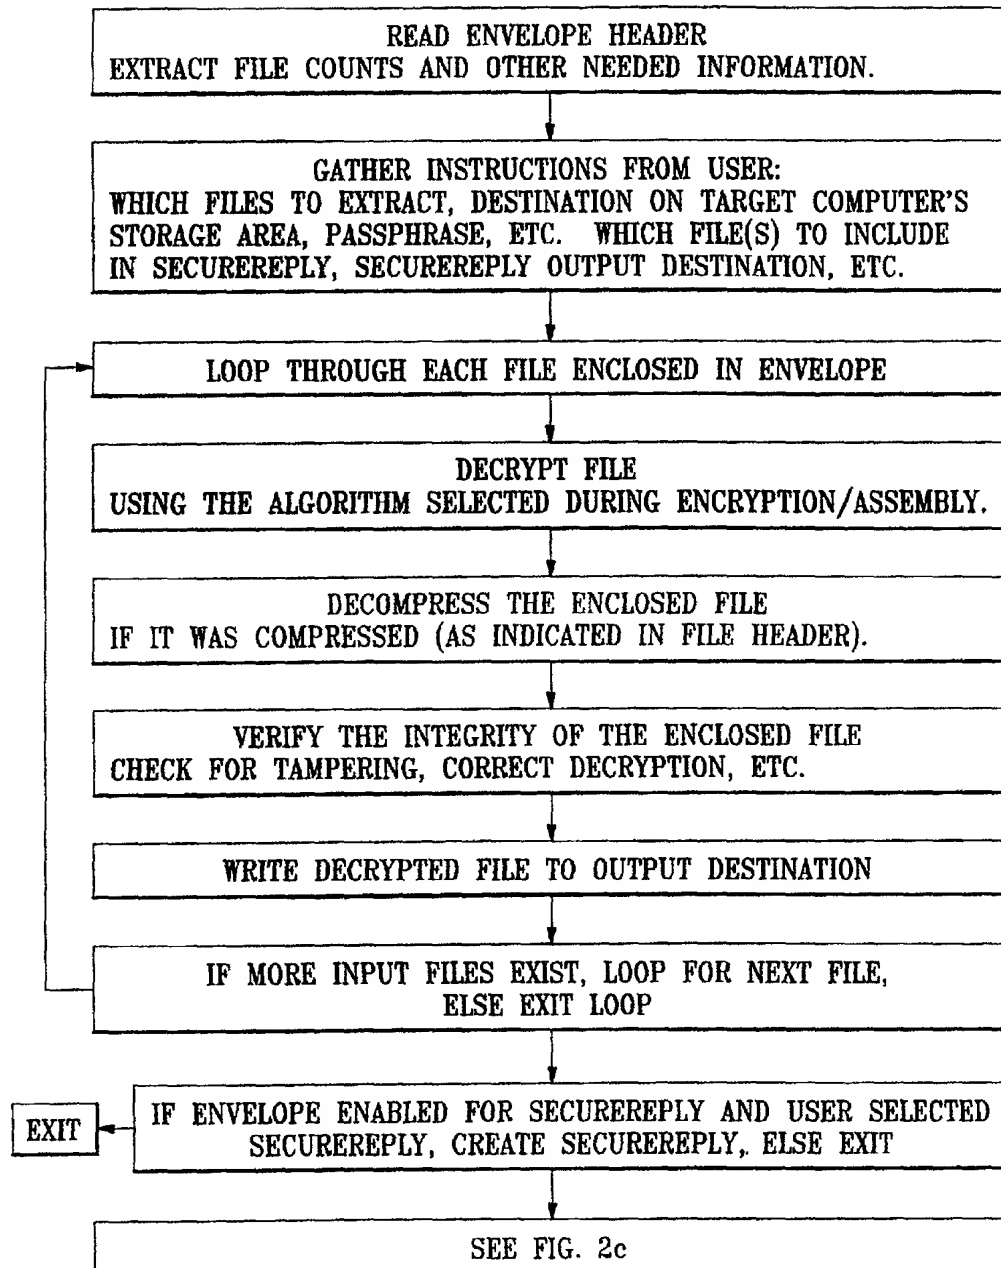 READ ENVELOPE HEADER
EXTRACT FILE COUNTS AND OTHER NEEDED INFORMATION.
GATHER INSTRUCTIONS FROM USER:
WHICH FILES TO EXTRACT, DESTINATION ON TARGET COMPUTER'S
STORAGE AREA, PASSPHRASE, ETC. WHICH FILE(S) TO INCLUDE
IN SECUREREPLY, SECUREREPLY OUTPUT DESTINATION, ETC.
LOOP THROUGH EACH FILE ENCLOSED IN ENVELOPE
DECRYPT FILE
USING THE ALGORITHM SELECTED DURING ENCRYPTION/ASSEMBLY.
DECOMPRESS THE ENCLOSED FILE
IF IT WAS COMPRESSED (AS INDICATED IN FILE HEADER).
VERIFY THE INTEGRITY OF THE ENCLOSED FILE
CHECK FOR TAMPERING, CORRECT DECRYPTION, ETC.
WRITE DECRYPTED FILE TO OUTPUT DESTINATION
IF MORE INPUT FILES EXIST, LOOP FOR NEXT FILE,
ELSE EXIT LOOP
EXIT
IF ENVELOPE ENABLED FOR SECUREREPLY AND USER SELECTED
SECUREREPLY, CREATE SECUREREPLY,. ELSE EXIT
SEE FIG. 2c